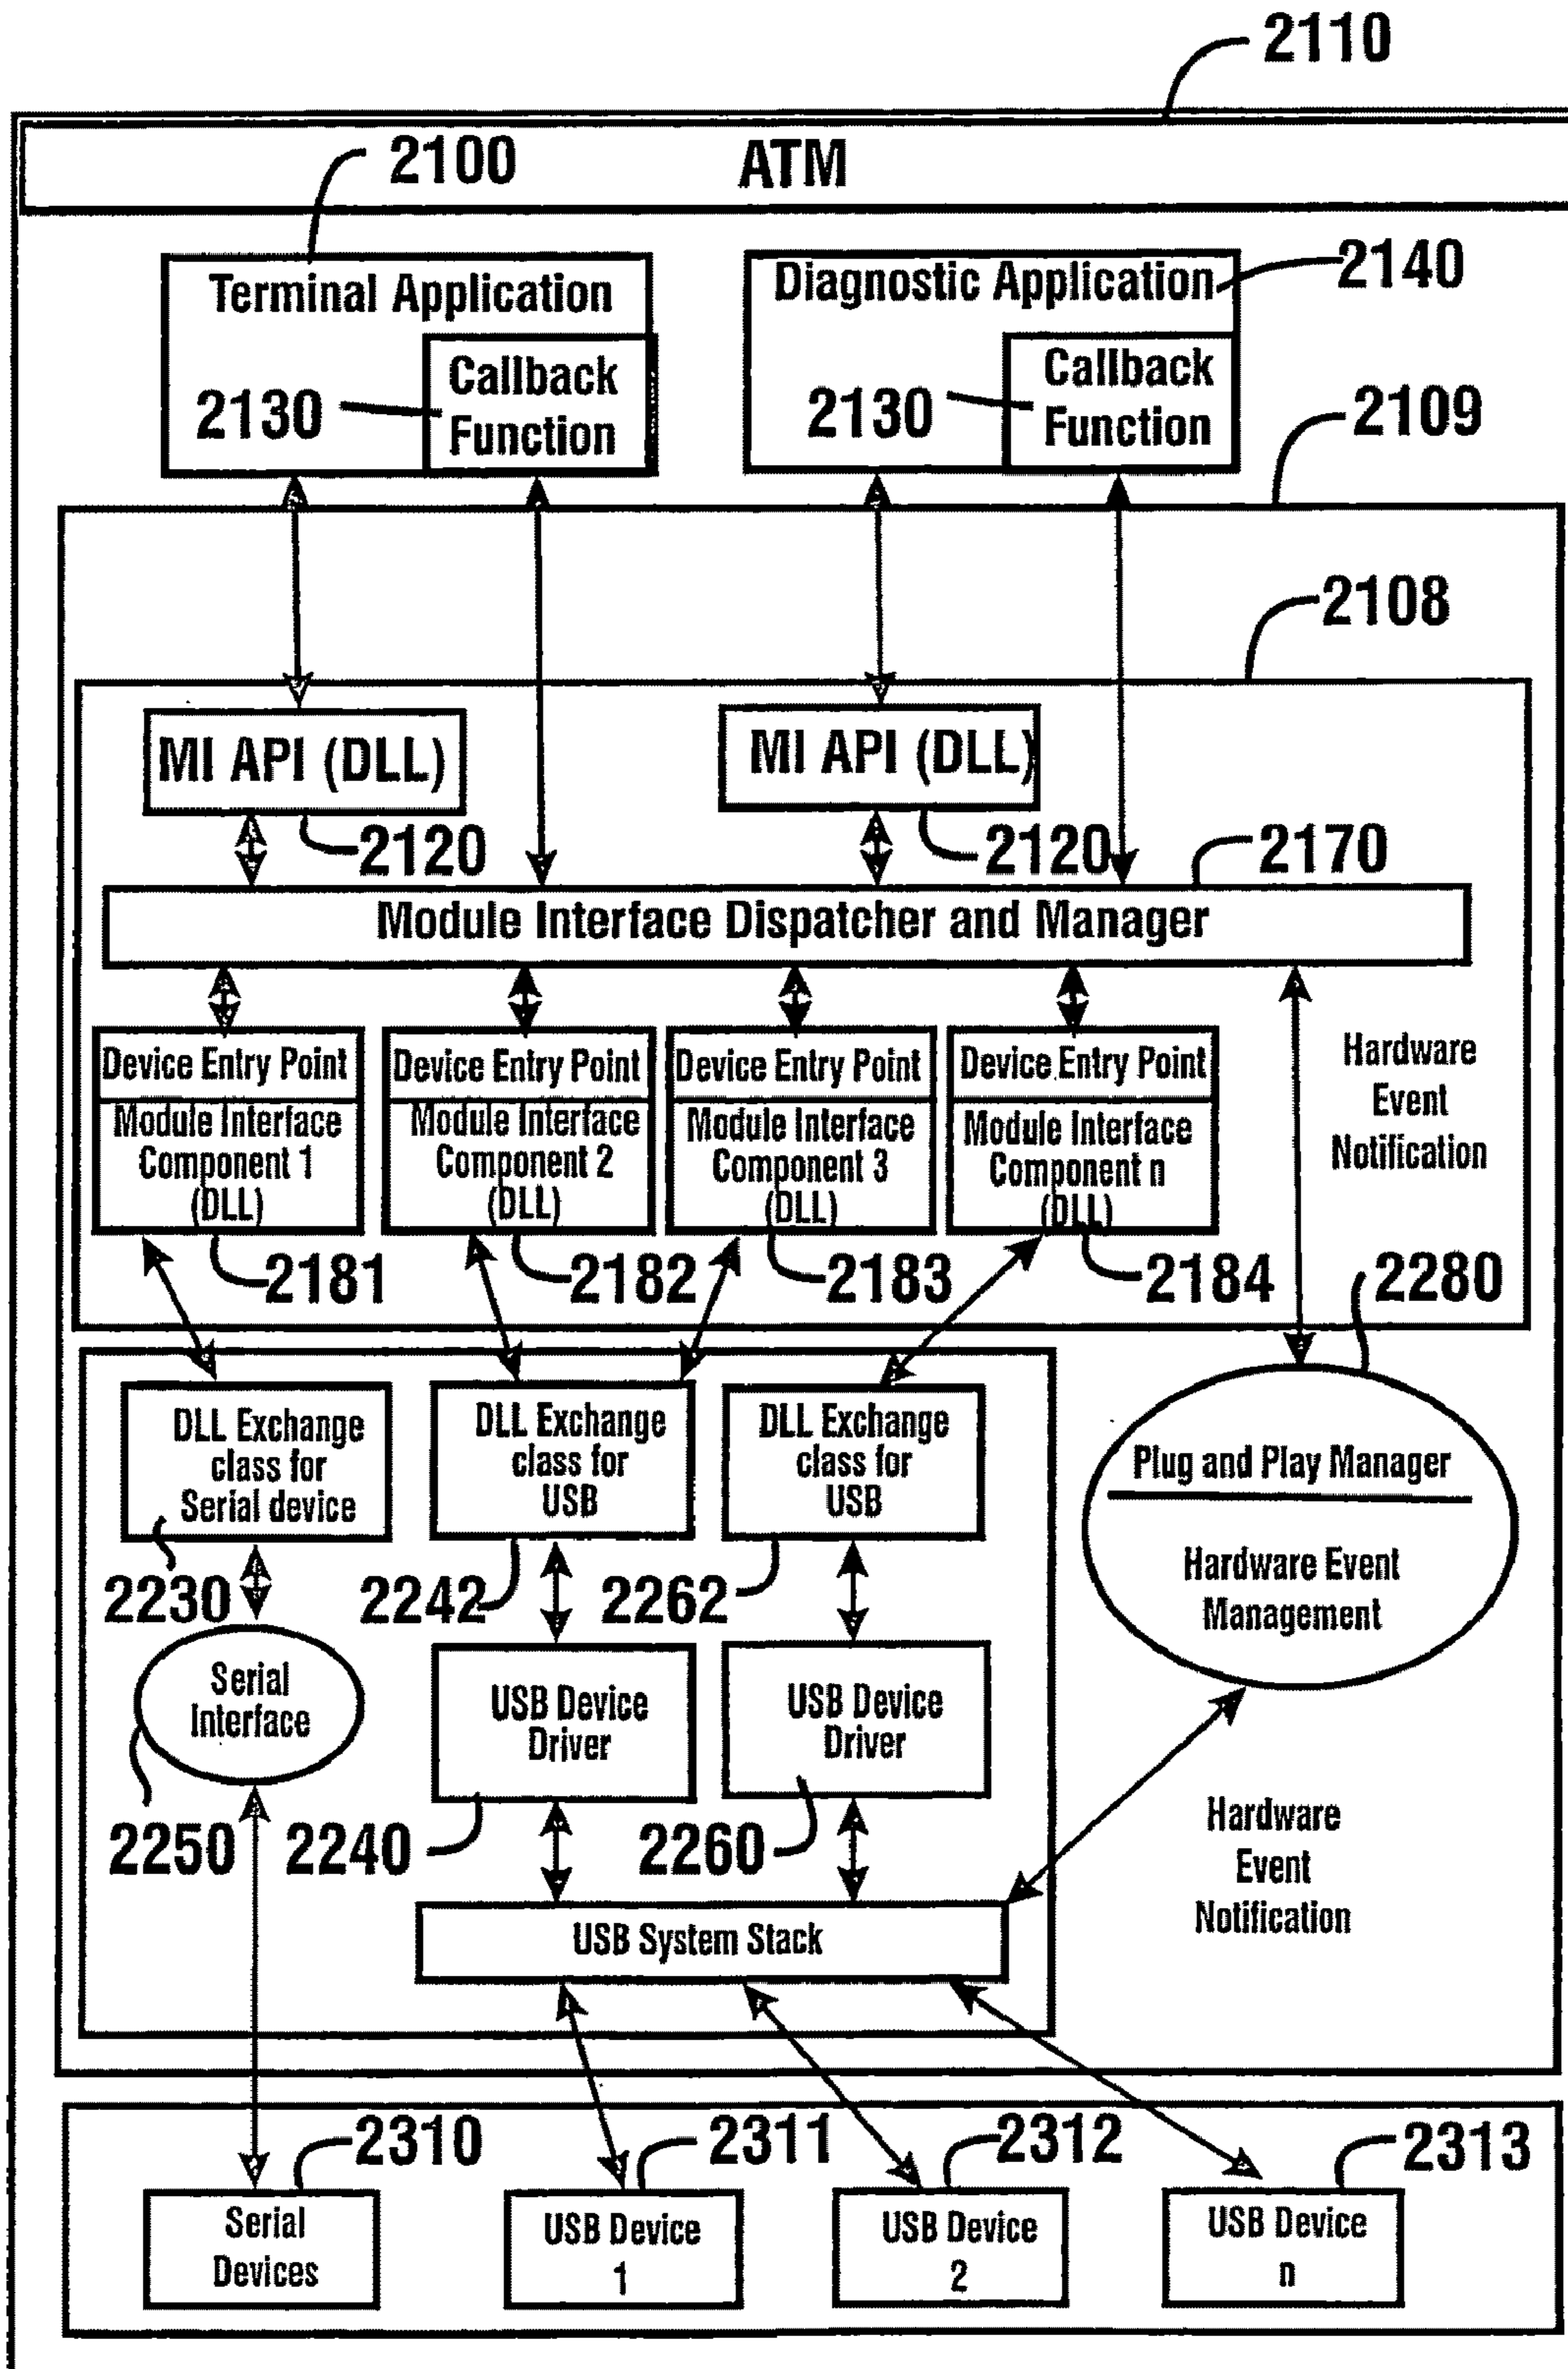 2110
ATM
2100
Terminal Application
Callback
Function
2130
Diagnostic Application
2140
Callback
Function
2130
2109
2108
MI API (DLL)
2120
MI API (DLL)
2120
2170
Module Interface Dispatcher and Manager
Device Entry Point
Module Interface
Component 1
(DLL)
2181
Device Entry Point
Module Interface
Component 2
(DLL)
2182
Device Entry Point
Module Interface
Component 3
(DLL)
2183
Device Entry Point
Module Interface
Component n
(DLL)
2184
Hardware
Event
Notification
2280
DLL Exchange
class for
Serial device
2230
DLL Exchange
class for
USB
2242
DLL Exchange
class for
USB
2262
Plug and Play Manager
Hardware Event
Management
Serial
Interface
2250
USB Device
Driver
2240
USB Device
Driver
2260
Hardware
Event
Notification
USB System Stack
2310
Serial
Devices
2311
USB Device
1
2312
USB Device
2
2313
USB Device
n